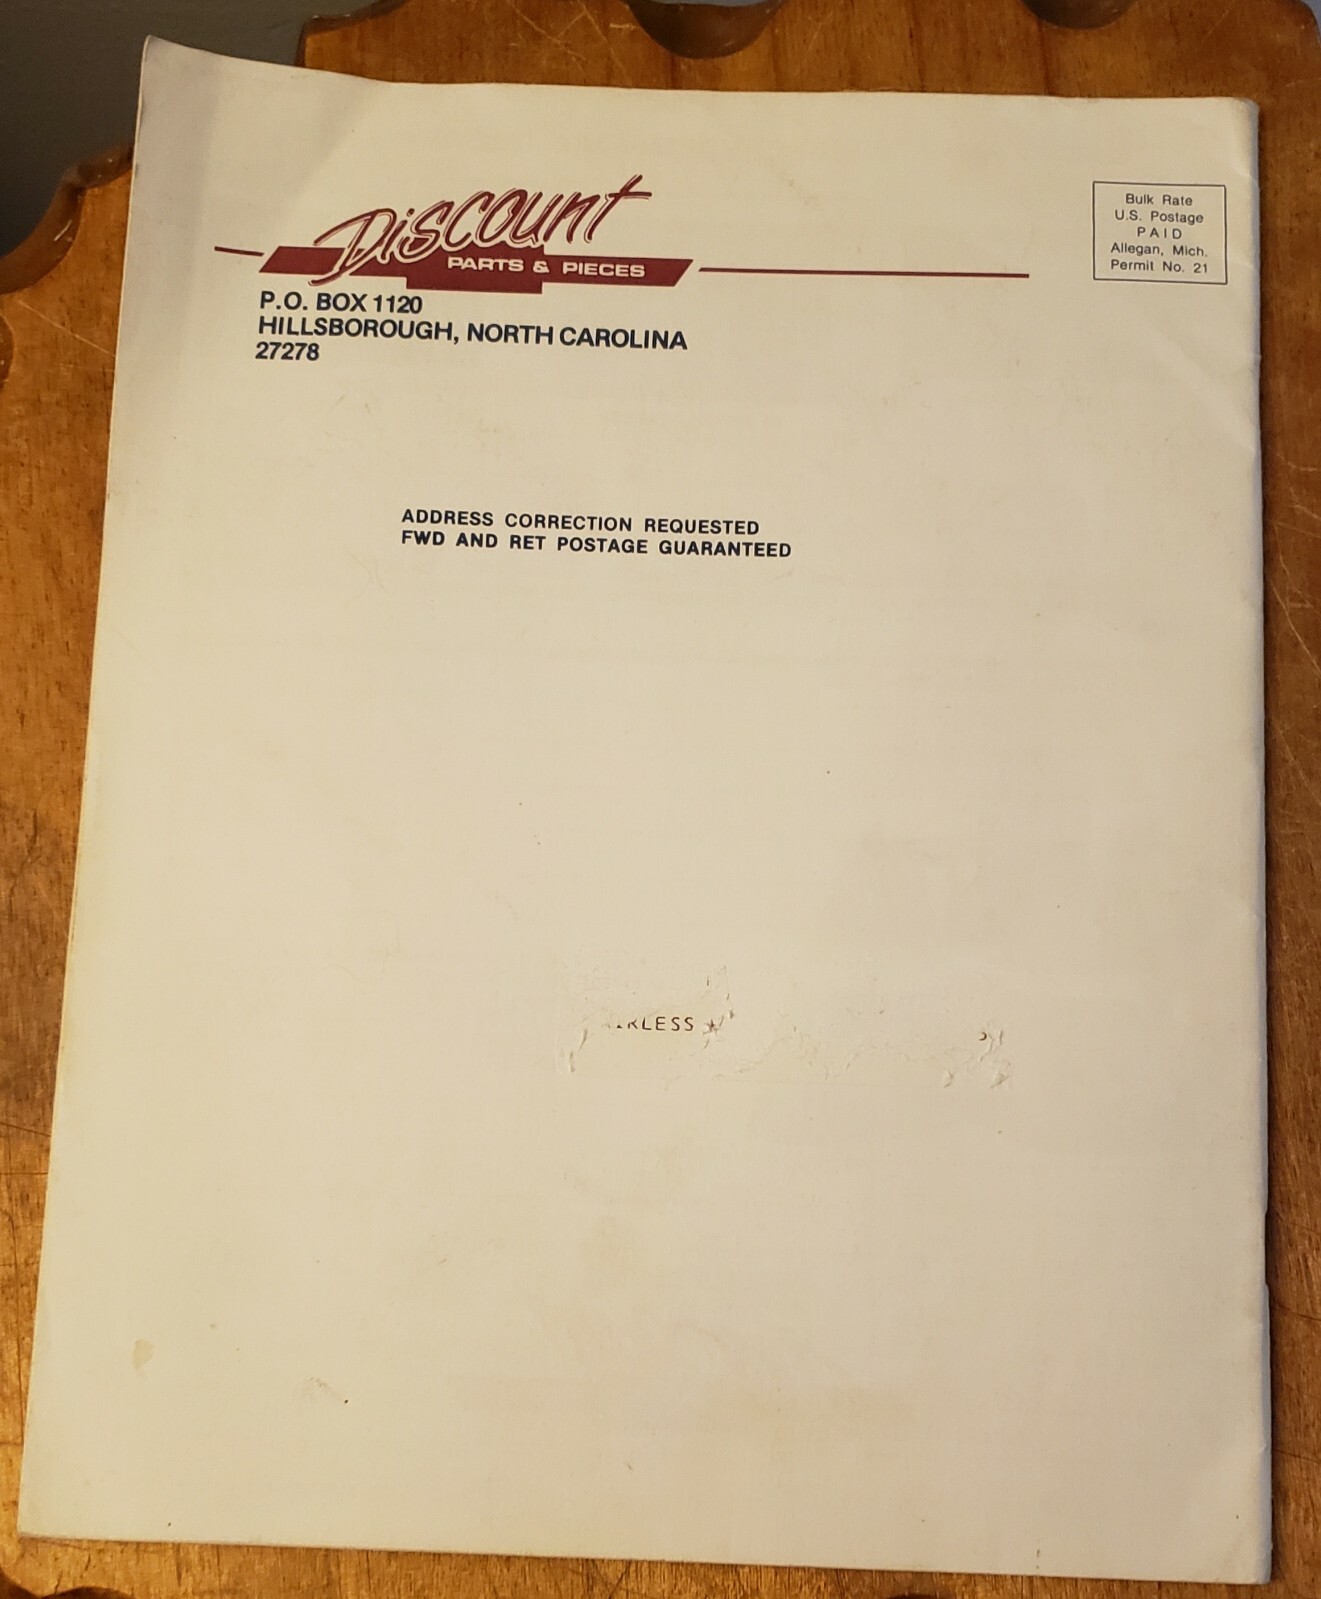 Discount
PARTS & PIECES
P.O. BOX 1120
HILLSBOROUGH, NORTH CAROLINA
27278
Bulk Rate
U.S. Postage
PAID
Allegan, Mich.
Permit No. 21
ADDRESS CORRECTION REQUESTED
FWD AND RET POSTAGE GUARANTEED